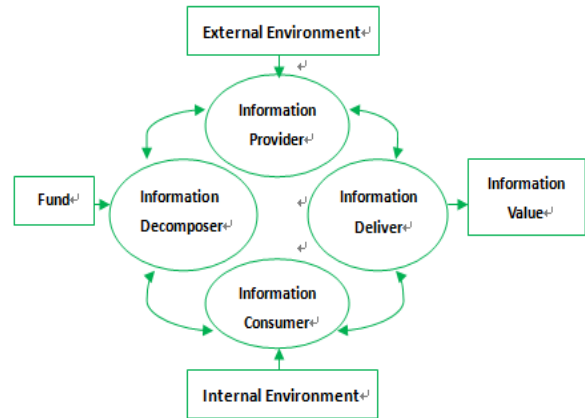 External Environment
Information
Provider
Fund
Information
Decomposer
Information
Deliver
Information
Value
Information
Consumer
Internal Environment